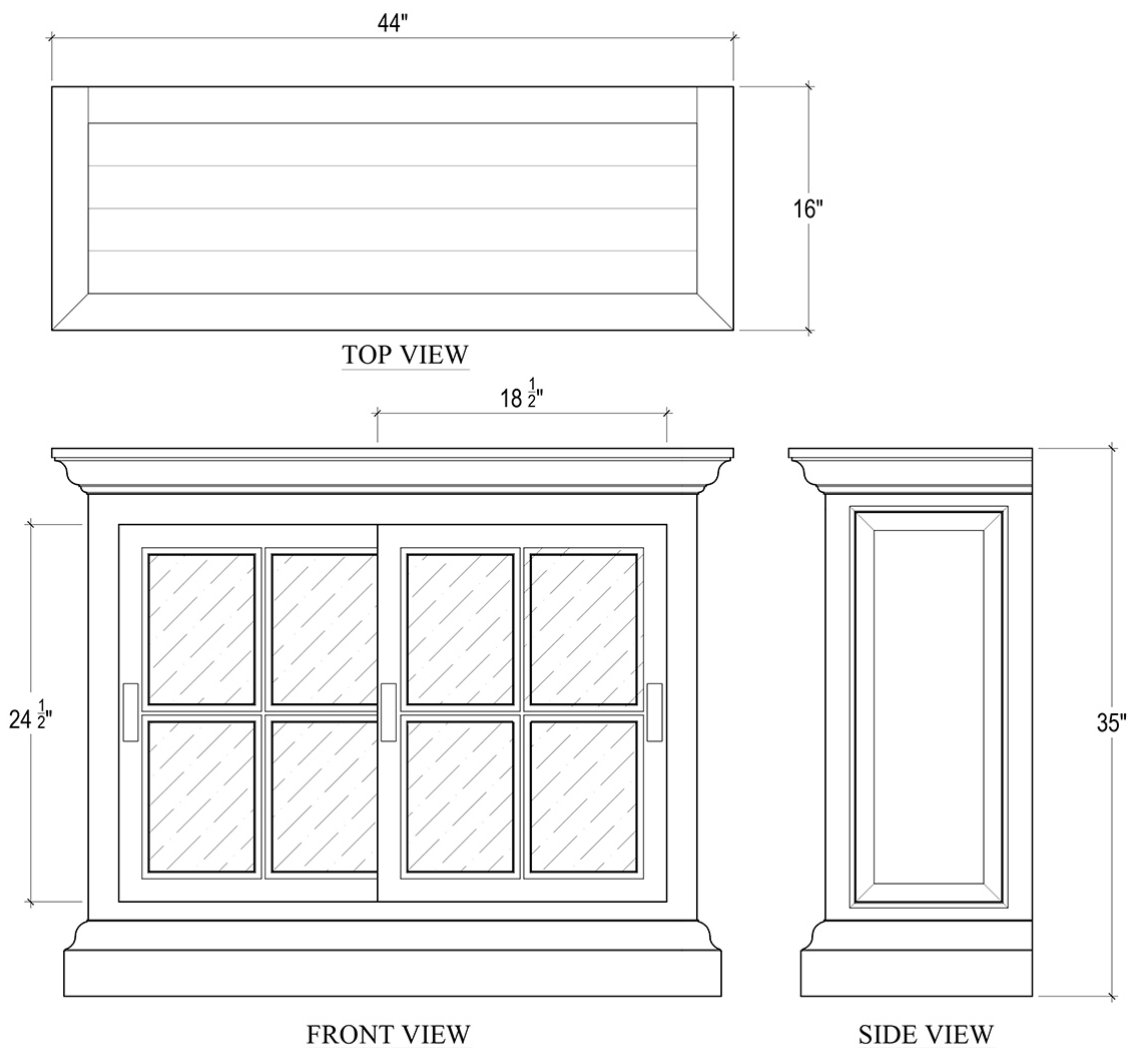 44"
16"
TOP VIEW
18 1/2"
24 1/2"
35"
FRONT VIEW
SIDE VIEW